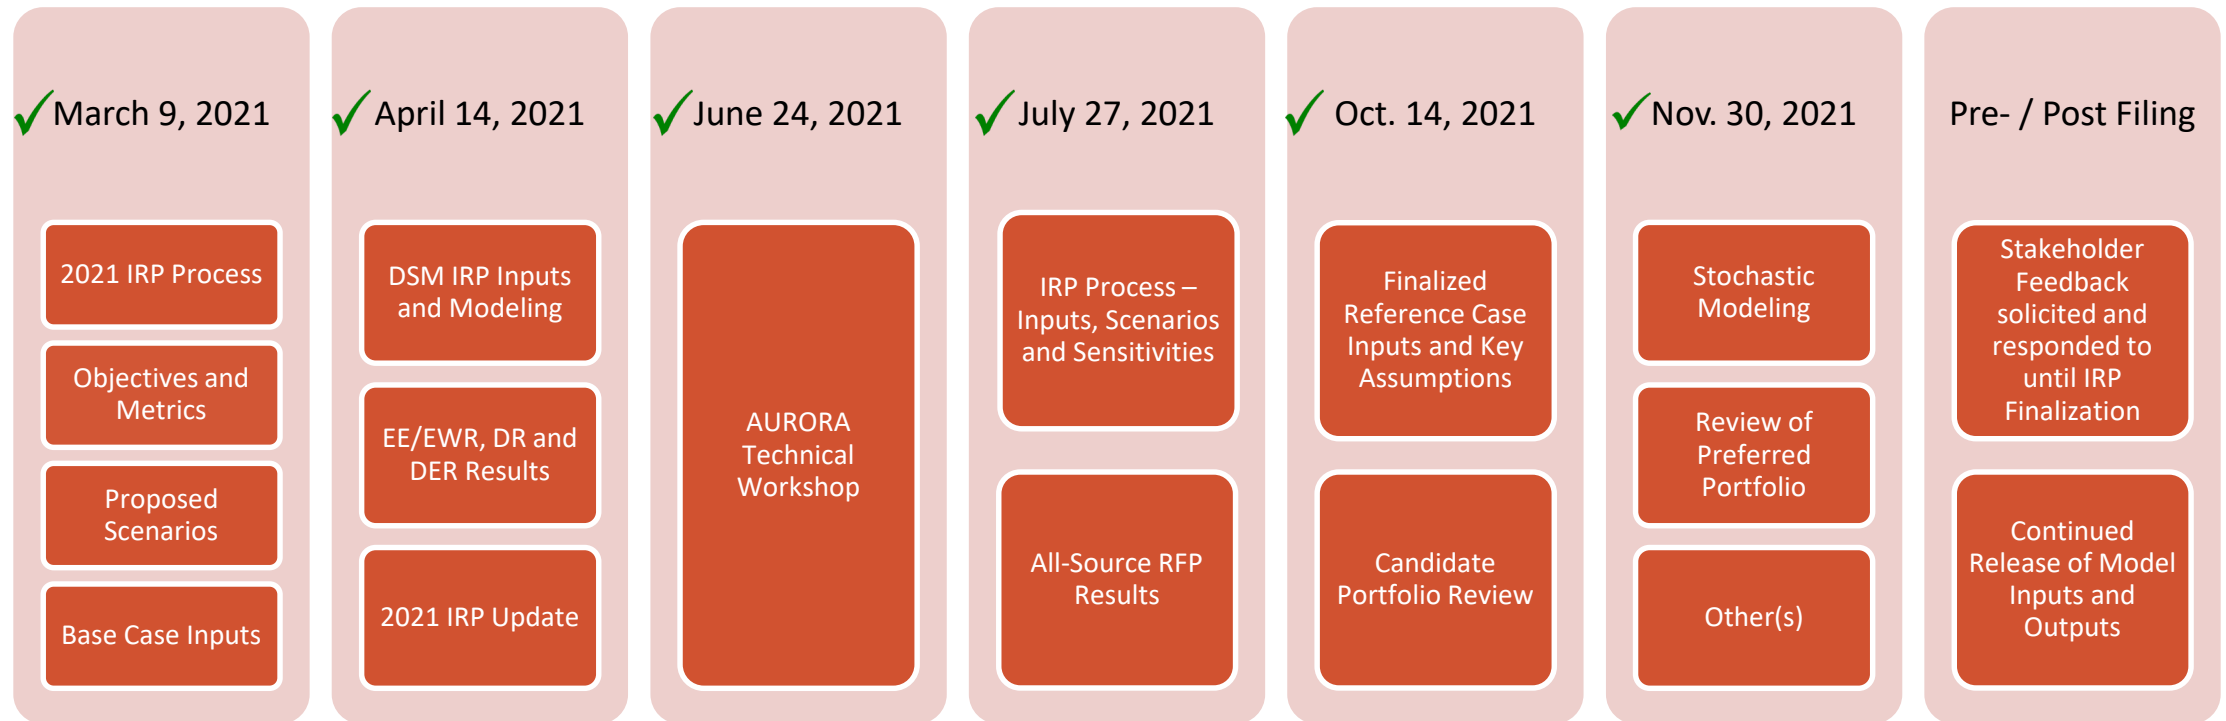 March 9, 2021
2021 IRP Process
Objectives and
Metrics
Proposed
Scenarios
Base Case Inputs
April 14, 2021
DSM IRP Inputs
and Modeling
EE/EWR, DR and
DER Results
2021 IRP Update
June 24, 2021
AURORA
Technical
Workshop
July 27, 2021
IRP Process –
Inputs, Scenarios
and Sensitivities
All-Source RFP
Results
Oct. 14, 2021
Finalized
Reference Case
Inputs and Key
Assumptions
Candidate
Portfolio Review
Nov. 30, 2021
Stochastic
Modeling
Review of
Preferred
Portfolio
Other(s)
Pre- / Post Filing
Stakeholder
Feedback
solicited and
responded to
until IRP
Finalization
Continued
Release of Model
Inputs and
Outputs